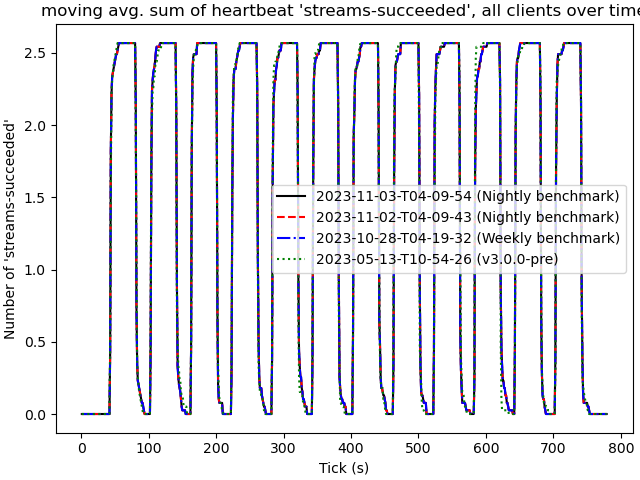 moving avg. sum of heartbeat 'streams-succeeded', all clients over time
Number of 'streams-succeeded'
2.5
2.0
1.5
1.0
0.5
0.0
2023-11-03-T04-09-54 (Nightly benchmark)
2023-11-02-T04-09-43 (Nightly benchmark)
2023-10-28-T04-19-32 (Weekly benchmark)
2023-05-13-T10-54-26 (v3.0.0-pre)
0 100 200 300 400 500 600 700 800
Tick (s)